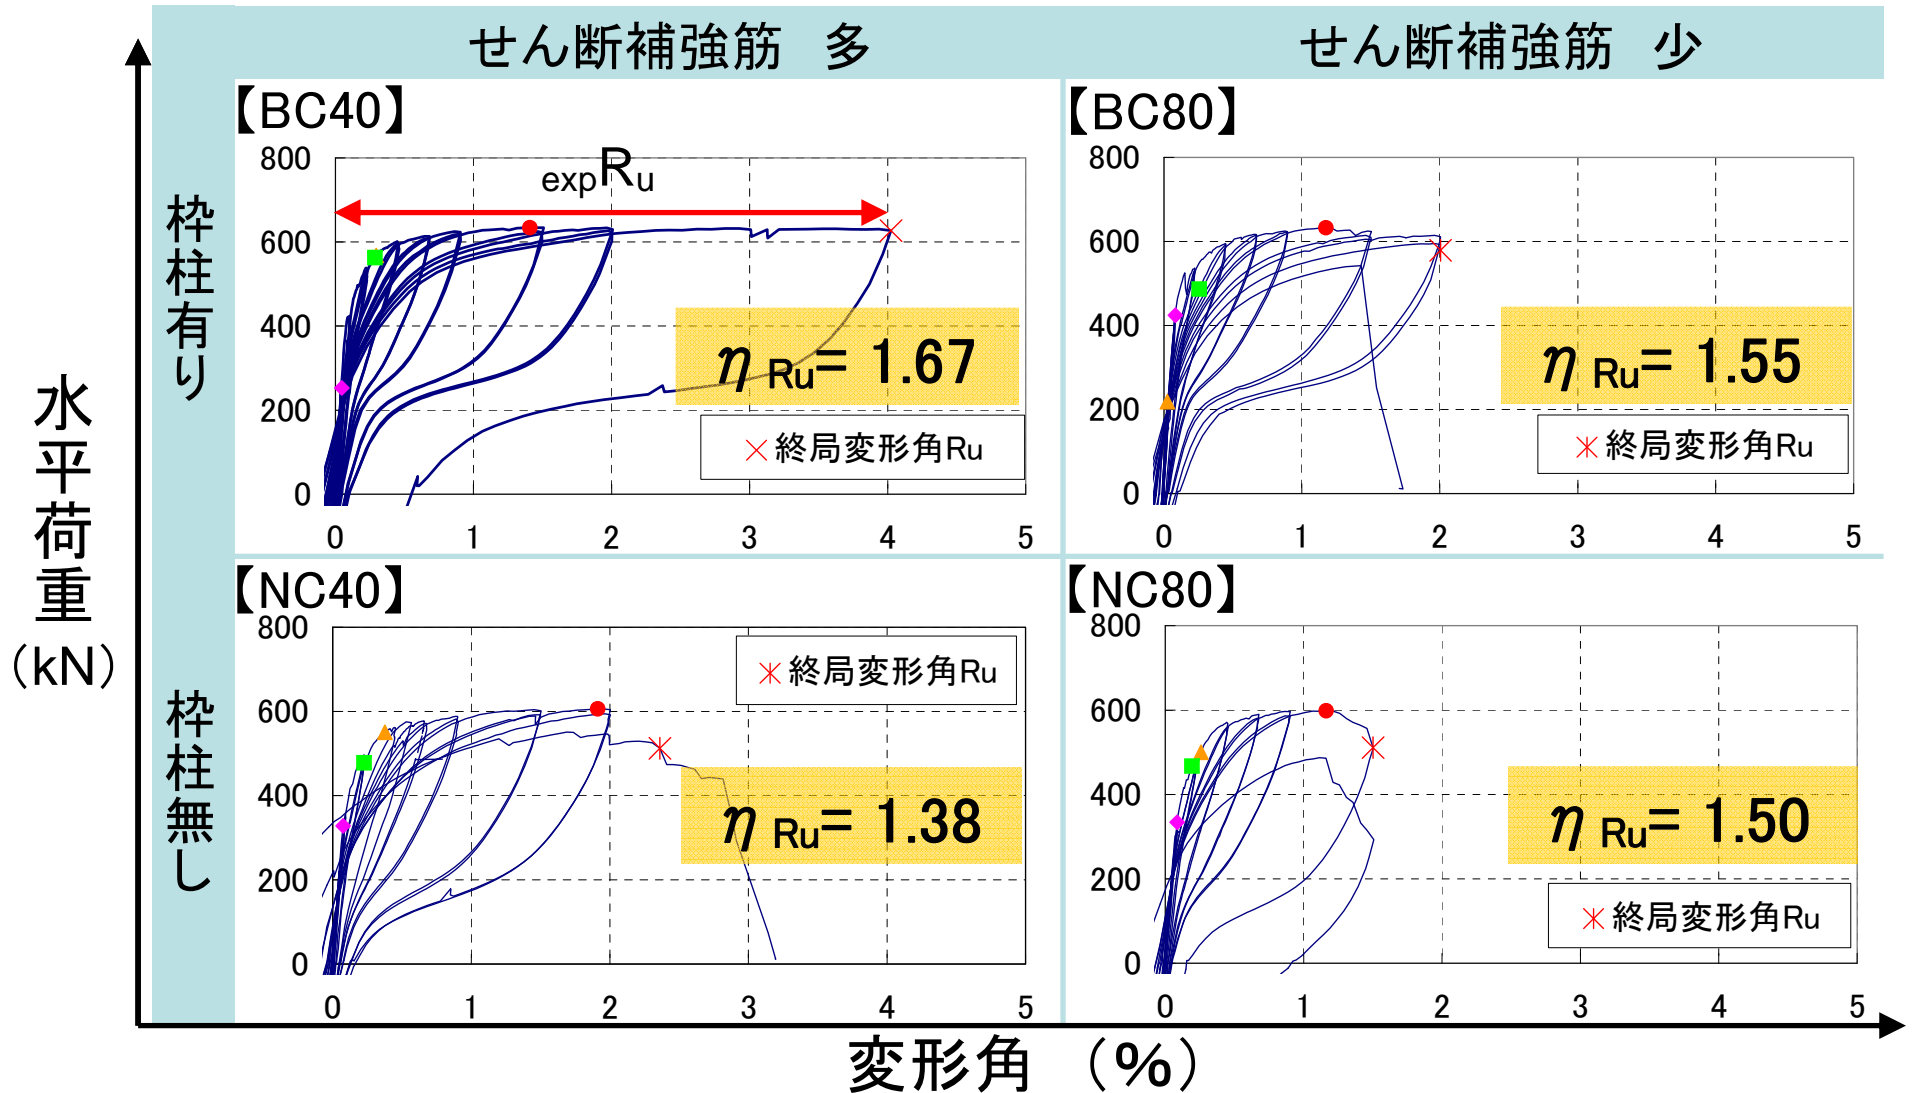 せん断補強筋 多
せん断補強筋 少
枠柱有り
枠柱無し
水平荷重
(kN)
【BC40】
expRu
800
600
400
200
0
0 1 2 3 4 5
ηRu= 1.67
×終局変形角Ru
【BC80】
800
600
400
200
0
0 1 2 3 4 5
ηRu= 1.55
終局変形角Ru
【NC40】
800
600
400
200
0
0 1 2 3 4 5
終局変形角Ru
ηRu= 1.38
【NC80】
800
600
400
200
0
0 1 2 3 4 5
ηRu= 1.50
終局変形角Ru
変形角 (%)